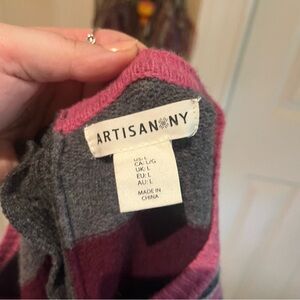 ARTISAN NY
US: L
CA: L/G
UK: L
EU: L
AU: L
MADE IN
CHINA